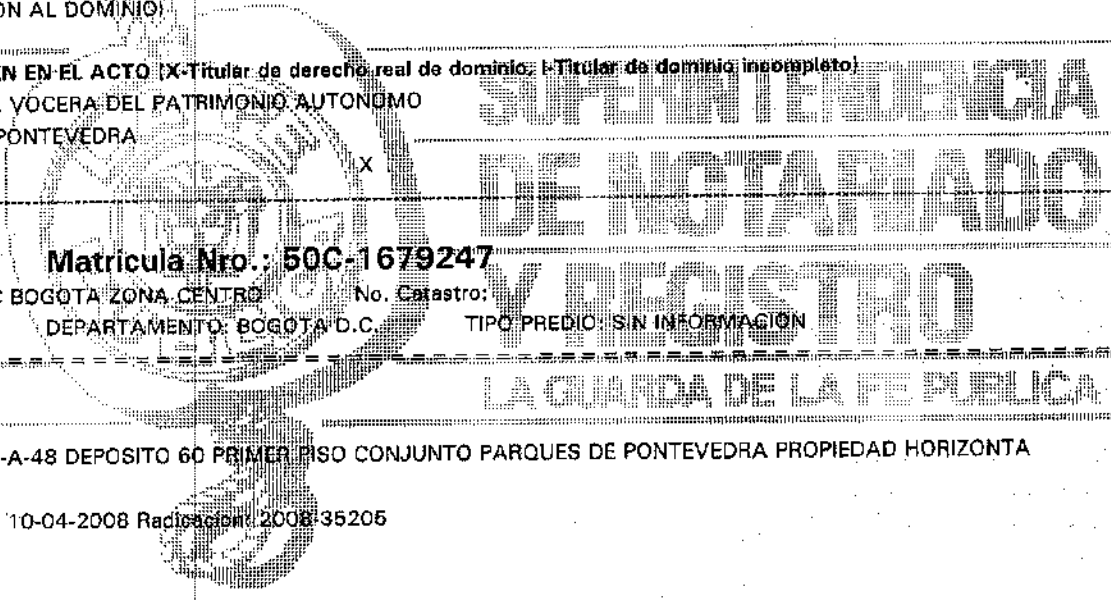 ON AL DOMINIO)
EN EN EL ACTO (X-Titular de derecho real de dominio, I-Titular de dominio incompleto)
VOCERA DEL PATRIMONIO AUTONOMO
PONTEVEDRA
X
SUPERINTENDENCIA
DE NOTARIADO
Y REGISTRO
LA GUARDA DE LA FE PUBLICA
Matricula Nro.: 50C-1679247
BOGOTA ZONA CENTRO No. Catastro:
DEPARTAMENTO: BOGOTA D.C. TIPO PREDIO: SIN INFORMACION
-A-48 DEPOSITO 60 PRIMER PISO CONJUNTO PARQUES DE PONTEVEDRA PROPIEDAD HORIZONTA
10-04-2008 Radicacion: 2008-35205